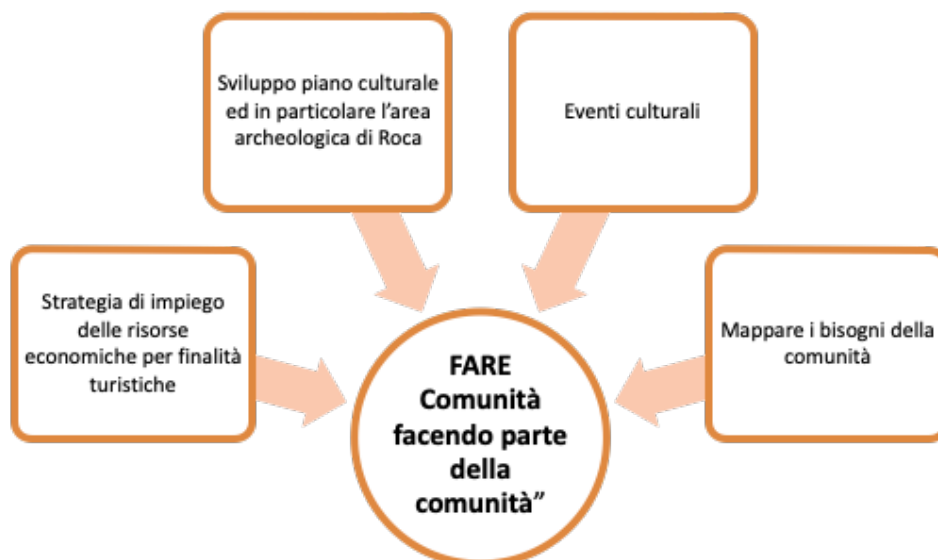 Sviluppo piano culturale
ed in particolare l'area
archeologica di Roca
Eventi culturali
Strategia di impiego
delle risorse
economiche per finalità
turistiche
Mappare i bisogni della
comunità
FARE
Comunità
facendo parte
della
comunità”